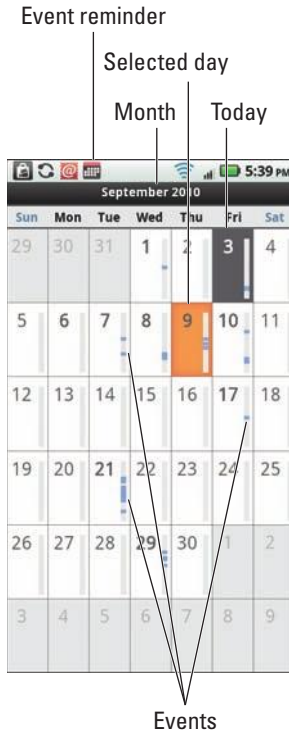 Event reminder
Selected day
Month Today
5:39 PM
September 2010
Sun Mon Tue Wed Thu Fri Sat
29 30 31 1 2 3 4
5 6 7 8 9 10 11
12 13 14 15 16 17 18
19 20 21 22 23 24 25
26 27 28 29 30 1 2
3 4 5 6 7 8 9
Events